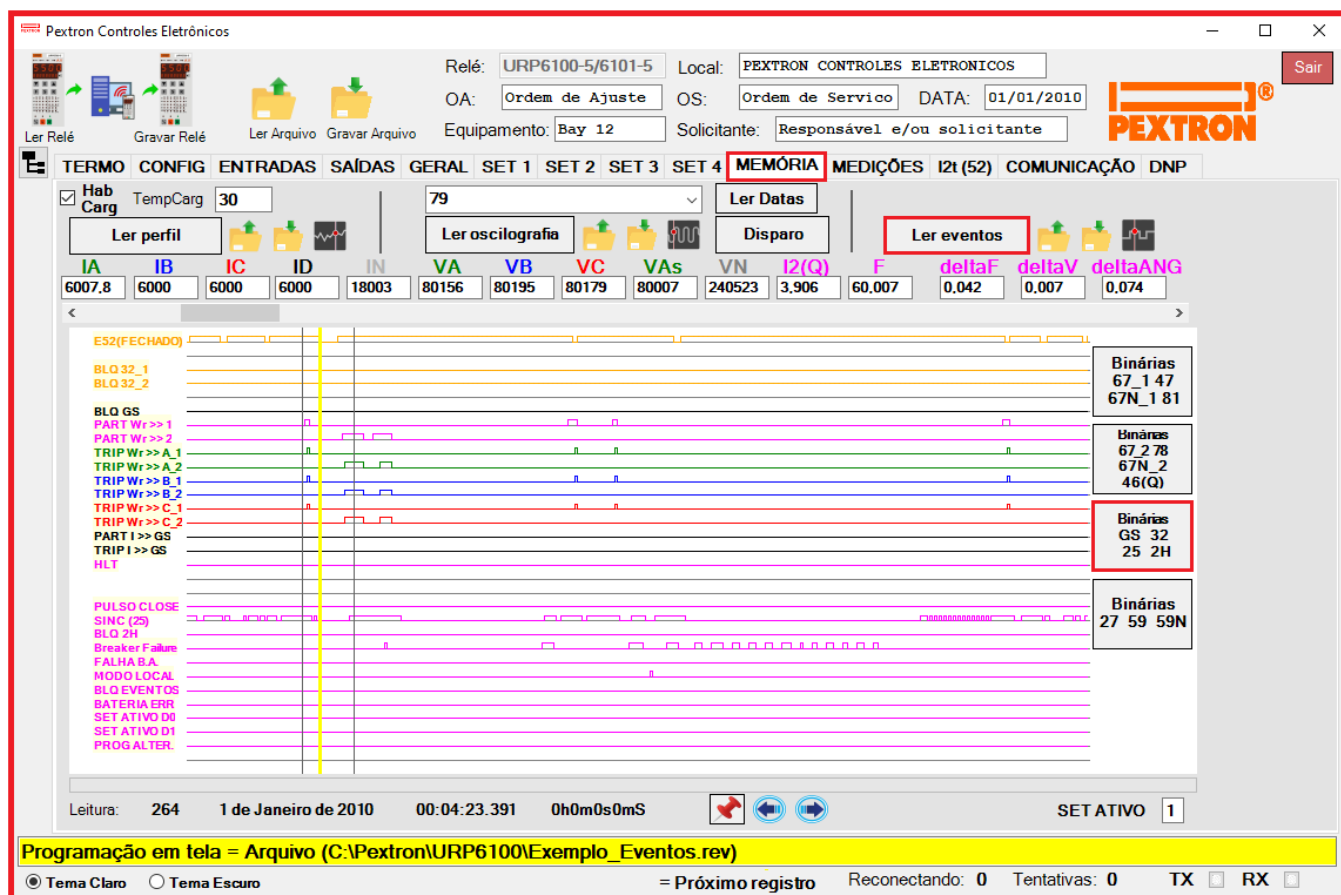 Pextron Controles Eletrônicos
Relé: URP6100-5/6101-5 Local: PEXTRON CONTROLES ELETRONICOS Sair
OA: Ordem de Ajuste OS: Ordem de Servico DATA: 01/01/2010
Equipamento: Bay 12 Solicitante: Responsável e/ou solicitante
PEXTRON ®
Ler Relé Gravar Relé Ler Arquivo Gravar Arquivo
TERMO CONFIG ENTRADAS SAÍDAS GERAL SET 1 SET 2 SET 3 SET 4 MEMÓRIA MEDIÇÕES I2t (52) COMUNICAÇÃO DNP
Hab Carg TempCarg 30 79 Ler Datas
Ler perfil Ler oscilografia Disparo Ler eventos
IA IB IC ID IN VA VB VC VAs VN I2(Q) F deltaF deltaV deltaANG
6007,8 6000 6000 6000 18003 80156 80195 80179 80007 240523 3,906 60,007 0,042 0,007 0,074
E52(FECHADO)
BLQ 32_1
BLQ 32_2
BLQ GS
PART Wr >> 1
PART Wr >> 2
TRIP Wr >> A_1
TRIP Wr >> A_2
TRIP Wr >> B_1
TRIP Wr >> B_2
TRIP Wr >> C_1
TRIP Wr >> C_2
PART I >> GS
TRIP I >> GS
HLT
PULSO CLOSE
SINC (25)
BLQ 2H
Breaker Failure
FALHA B.A.
MODO LOCAL
BLQ EVENTOS
BATERIA ERR
SET ATIVO D0
SET ATIVO D1
PROG ALTER.
Binárias
67_1 47
67N_1 81
Binárias
67_2 78
67N_2
46(Q)
Binárias
GS 32
25 2H
Binárias
27 59 59N
Leitura: 264 1 de Janeiro de 2010 00:04:23.391 0h0m0s0mS SET ATIVO 1
Programação em tela = Arquivo (C:\Pextron\URP6100\Exemplo_Eventos.rev)
Tema Claro Tema Escuro = Próximo registro Reconectando: 0 Tentativas: 0 TX RX